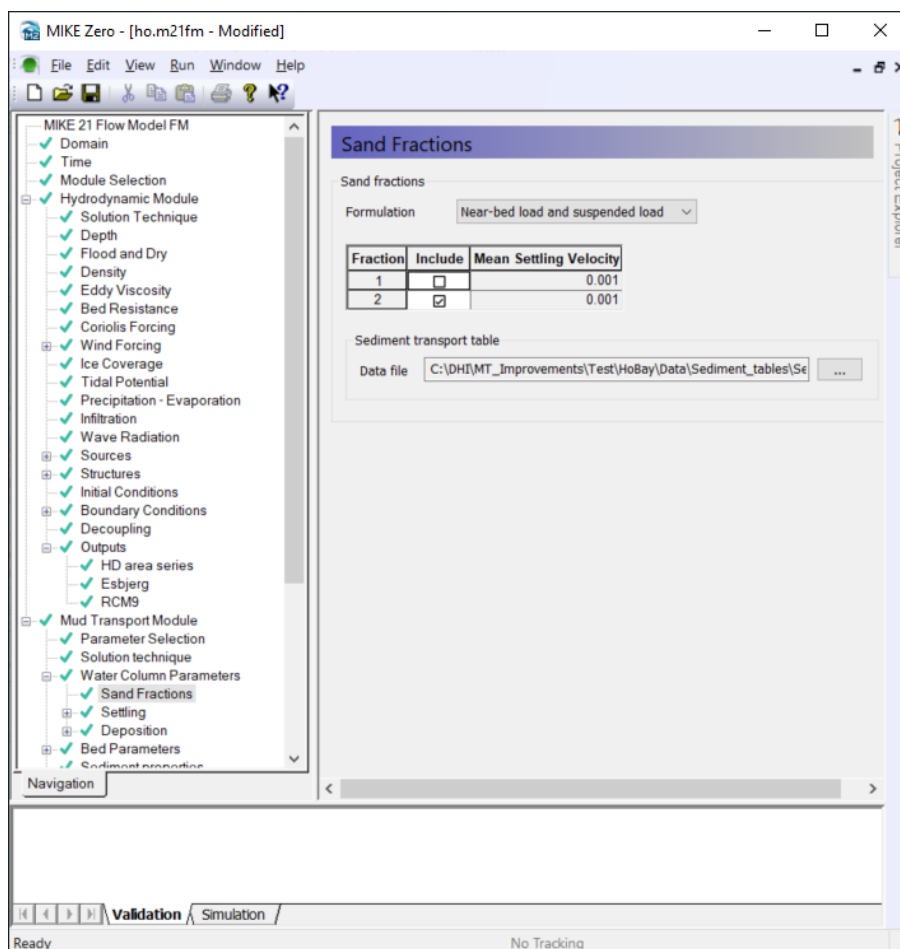 MIKE Zero - [ho.m21fm - Modified]
File Edit View Run Window Help
MIKE 21 Flow Model FM
Domain
Time
Module Selection
Hydrodynamic Module
Solution Technique
Depth
Flood and Dry
Density
Eddy Viscosity
Bed Resistance
Coriolis Forcing
Wind Forcing
Ice Coverage
Tidal Potential
Precipitation - Evaporation
Infiltration
Wave Radiation
Sources
Structures
Initial Conditions
Boundary Conditions
Decoupling
Outputs
HD area series
Esbjerg
RCM9
Mud Transport Module
Parameter Selection
Solution technique
Water Column Parameters
Sand Fractions
Settling
Deposition
Bed Parameters
Sediment properties
Navigation
Sand Fractions
Sand fractions
Formulation Near-bed load and suspended load
Fraction Include Mean Settling Velocity
1 0.001
2 0.001
Sediment transport table
Data file C:\DHI\MT_Improvements\Test\HoBay\Data\Sediment_tables\Se ...
Project Explorer
Validation Simulation
Ready No Tracking